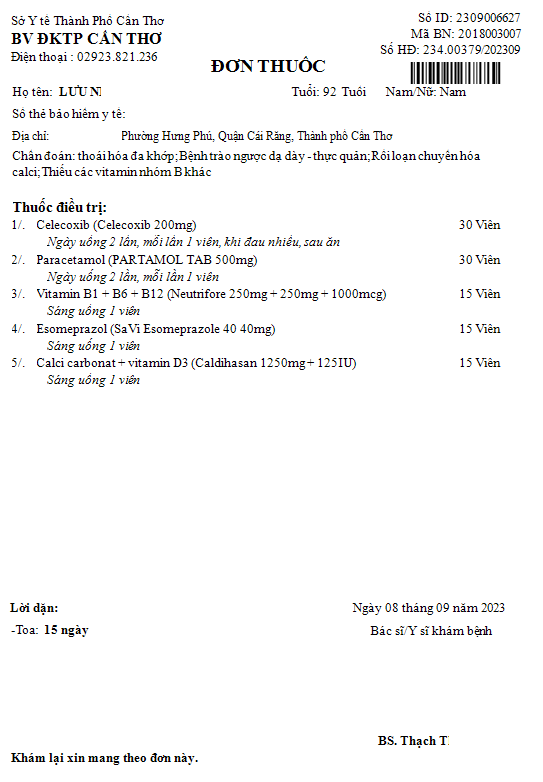 Sở Y tế Thành Phố Cần Thơ
BV ĐKTP CẦN THƠ
Điện thoại : 02923.821.236
Số ID: 2309006627
Mã BN: 2018003007
Số HĐ: 234.00379/202309
ĐƠN THUỐC
Họ tên: LƯU N
Tuổi: 92 Tuổi Nam/Nữ: Nam
Số thẻ bảo hiểm y tế:
Địa chỉ: Phường Hưng Phú, Quận Cái Răng, Thành phố Cần Thơ
Chẩn đoán: thoái hóa đa khớp;Bệnh trào ngược dạ dày - thực quản;Rối loạn chuyển hóa
calci;Thiếu các vitamin nhóm B khác
Thuốc điều trị:
1/. Celecoxib (Celecoxib 200mg) 30 Viên
Ngày uống 2 lần, mỗi lần 1 viên, khi đau nhiều, sau ăn
2/. Paracetamol (PARTAMOL TAB 500mg) 30 Viên
Ngày uống 2 lần, mỗi lần 1 viên
3/. Vitamin B1 + B6 + B12 (Neutrifore 250mg + 250mg + 1000mcg) 15 Viên
Sáng uống 1 viên
4/. Esomeprazol (SaVi Esomeprazole 40 40mg) 15 Viên
Sáng uống 1 viên
5/. Calci carbonat + vitamin D3 (Caldihasan 1250mg + 125IU) 15 Viên
Sáng uống 1 viên
Lời dặn:
Ngày 08 tháng 09 năm 2023
-Toa: 15 ngày
Bác sĩ/Y sĩ khám bệnh
BS. Thạch T
Khám lại xin mang theo đơn này.